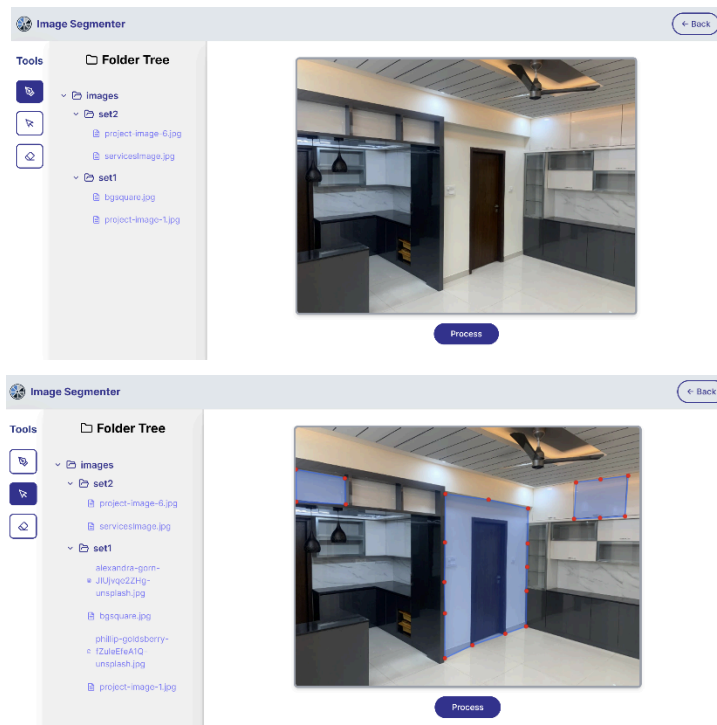 Image Segmenter
← Back
Tools
Folder Tree
images
set2
project-image-6.jpg
servicesImage.jpg
set1
bgsquare.jpg
project-image-1.jpg
Process
Image Segmenter
← Back
Tools
Folder Tree
images
set2
project-image-6.jpg
servicesImage.jpg
set1
alexandra-gorn-
JIUjvqe2ZHg-
unsplash.jpg
bgsquare.jpg
phillip-goldsberry-
fZuleEfeA1Q-
unsplash.jpg
project-image-1.jpg
Process